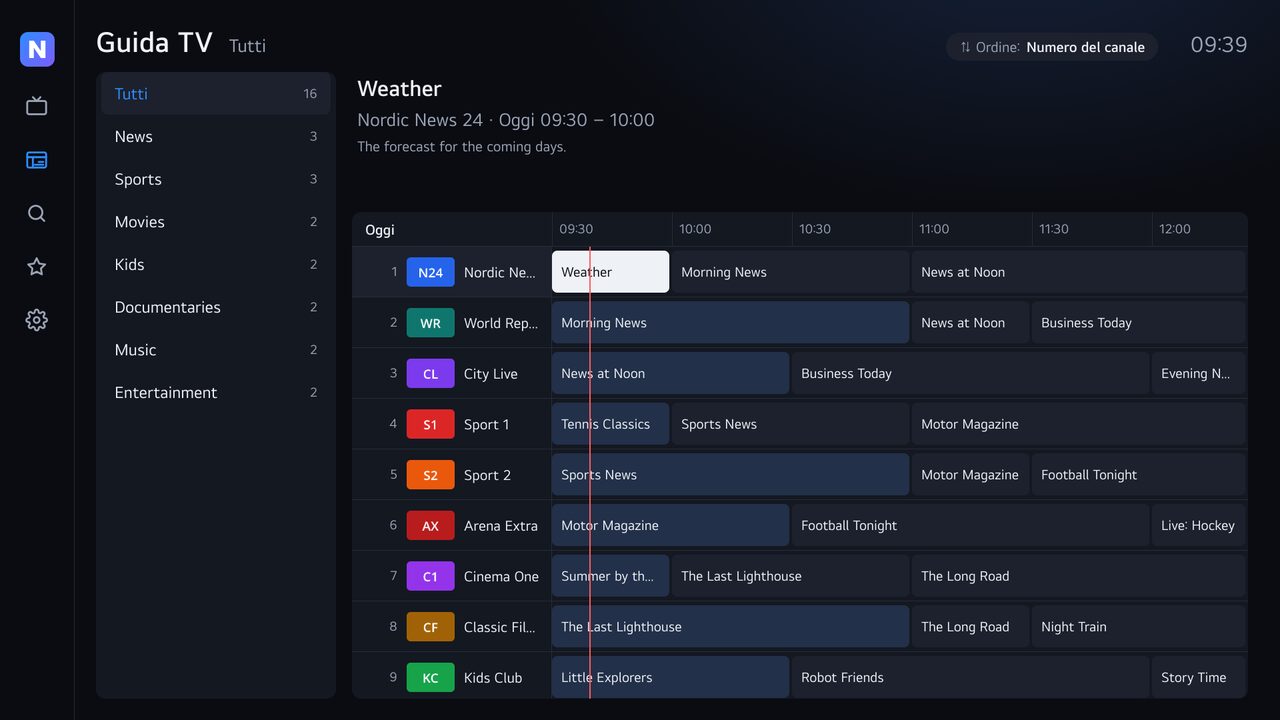 N
Guida TV Tutti
Ordine: Numero del canale
09:39
Tutti 16
News 3
Sports 3
Movies 2
Kids 2
Documentaries 2
Music 2
Entertainment 2
Weather
Nordic News 24 · Oggi 09:30 – 10:00
The forecast for the coming days.
Oggi 09:30 10:00 10:30 11:00 11:30 12:00
1 N24 Nordic Ne... Weather Morning News News at Noon
2 WR World Rep... Morning News News at Noon Business Today
3 CL City Live News at Noon Business Today Evening N...
4 S1 Sport 1 Tennis Classics Sports News Motor Magazine
5 S2 Sport 2 Sports News Motor Magazine Football Tonight
6 AX Arena Extra Motor Magazine Football Tonight Live: Hockey
7 C1 Cinema One Summer by th... The Last Lighthouse The Long Road
8 CF Classic Fil... The Last Lighthouse The Long Road Night Train
9 KC Kids Club Little Explorers Robot Friends Story Time